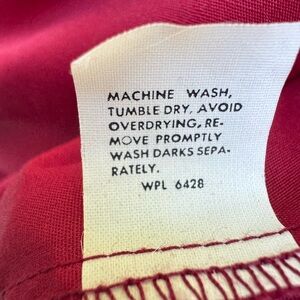 MACHINE WASH,
TUMBLE DRY, AVOID
OVERDRYING, RE-
MOVE PROMPTLY
WASH DARKS SEPA-
RATELY.
WPL 6428